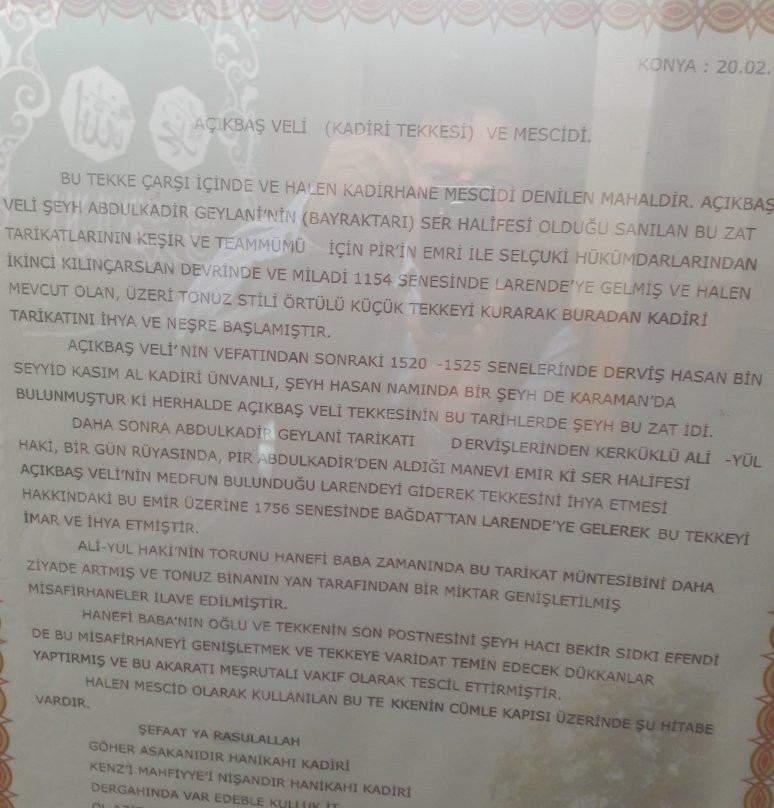 KONYA : 20.02.
AÇIKBAŞ VELİ (KADİRİ TEKKESİ) VE MESCİDİ.
BU TEKKE ÇARŞI İÇİNDE VE HALEN KADİRHANE MESCİDİ DENİLEN MAHALDİR. AÇIKBAŞ
VELİ ŞEYH ABDULKADİR GEYLANİ'NİN (BAYRAKTARI) SER HALİFESİ OLDUĞU SANILAN BU ZAT
TARİKATLARININ KEŞİR VE TEAMMÜMÜ İÇİN PİR'İN EMRİ İLE SELÇUKİ HÜKÜMDARLARINDAN
İKİNCİ KILINÇARSLAN DEVRİNDE VE MİLADİ 1154 SENESİNDE LARENDE'YE GELMİŞ VE HALEN
MEVCUT OLAN, ÜZERİ TONUZ STİLİ ÖRTÜLÜ KÜÇÜK TEKKEYİ KURARAK BURADAN KADİRİ
TARİKATINI İHYA VE NEŞRE BAŞLAMIŞTIR.
AÇIKBAŞ VELİ'NİN VEFATINDAN SONRAKİ 1520 -1525 SENELERİNDE DERVİŞ HASAN BİN
SEYYİD KASIM AL KADİRİ ÜNVANLI, ŞEYH HASAN NAMINDA BİR ŞEYH DE KARAMAN'DA
BULUNMUŞTUR Kİ HERHALDE AÇIKBAŞ VELİ TEKKESİNİN BU TARİHLERDE ŞEYH BU ZAT İDİ.
DAHA SONRA ABDULKADİR GEYLANİ TARİKATI DERVİŞLERİNDEN KERKÜKLÜ ALİ -YÜL
HAKİ, BİR GÜN RÜYASINDA, PİR ABDULKADİR'DEN ALDIĞI MANEVİ EMİR Kİ SER HALİFESİ
AÇIKBAŞ VELİ'NİN MEDFUN BULUNDUĞU LARENDEYİ GİDEREK TEKKESİNİ İHYA ETMESİ
HAKKINDAKİ BU EMİR ÜZERİNE 1756 SENESİNDE BAĞDAT'TAN LARENDE'YE GELEREK BU TEKKEYİ
İMAR VE İHYA ETMİŞTİR.
ALİ-YÜL HAKİ'NİN TORUNU HANEFİ BABA ZAMANINDA BU TARİKAT MÜNTESİBİNİ DAHA
ZİYADE ARTMIŞ VE TONUZ BİNANIN YAN TARAFINDAN BİR MİKTAR GENİŞLETİLMİŞ
MİSAFİRHANELER İLAVE EDİLMİŞTİR.
HANEFİ BABA'NIN OĞLU VE TEKKENİN SON POSTNESİNİ ŞEYH HACI BEKİR SIDKI EFENDİ
DE BU MİSAFİRHANEYİ GENİŞLETMEK VE TEKKEYE VARİDAT TEMİN EDECEK DÜKKANLAR
YAPTIRMIŞ VE BU AKARATI MEŞRUTALI VAKIF OLARAK TESCİL ETTİRMİŞTİR.
HALEN MESCİD OLARAK KULLANILAN BU TE KKENİN CÜMLE KAPISI ÜZERİNDE ŞU HİTABE
VARDIR.
ŞEFAAT YA RASULALLAH
GÖHER ASAKANIDIR HANİKAHI KADİRİ
KENZ'İ MAHFİYYE'İ NİŞANDIR HANİKAHI KADİRİ
DERGAHINDA VAR EDEBLE KULLUK İT